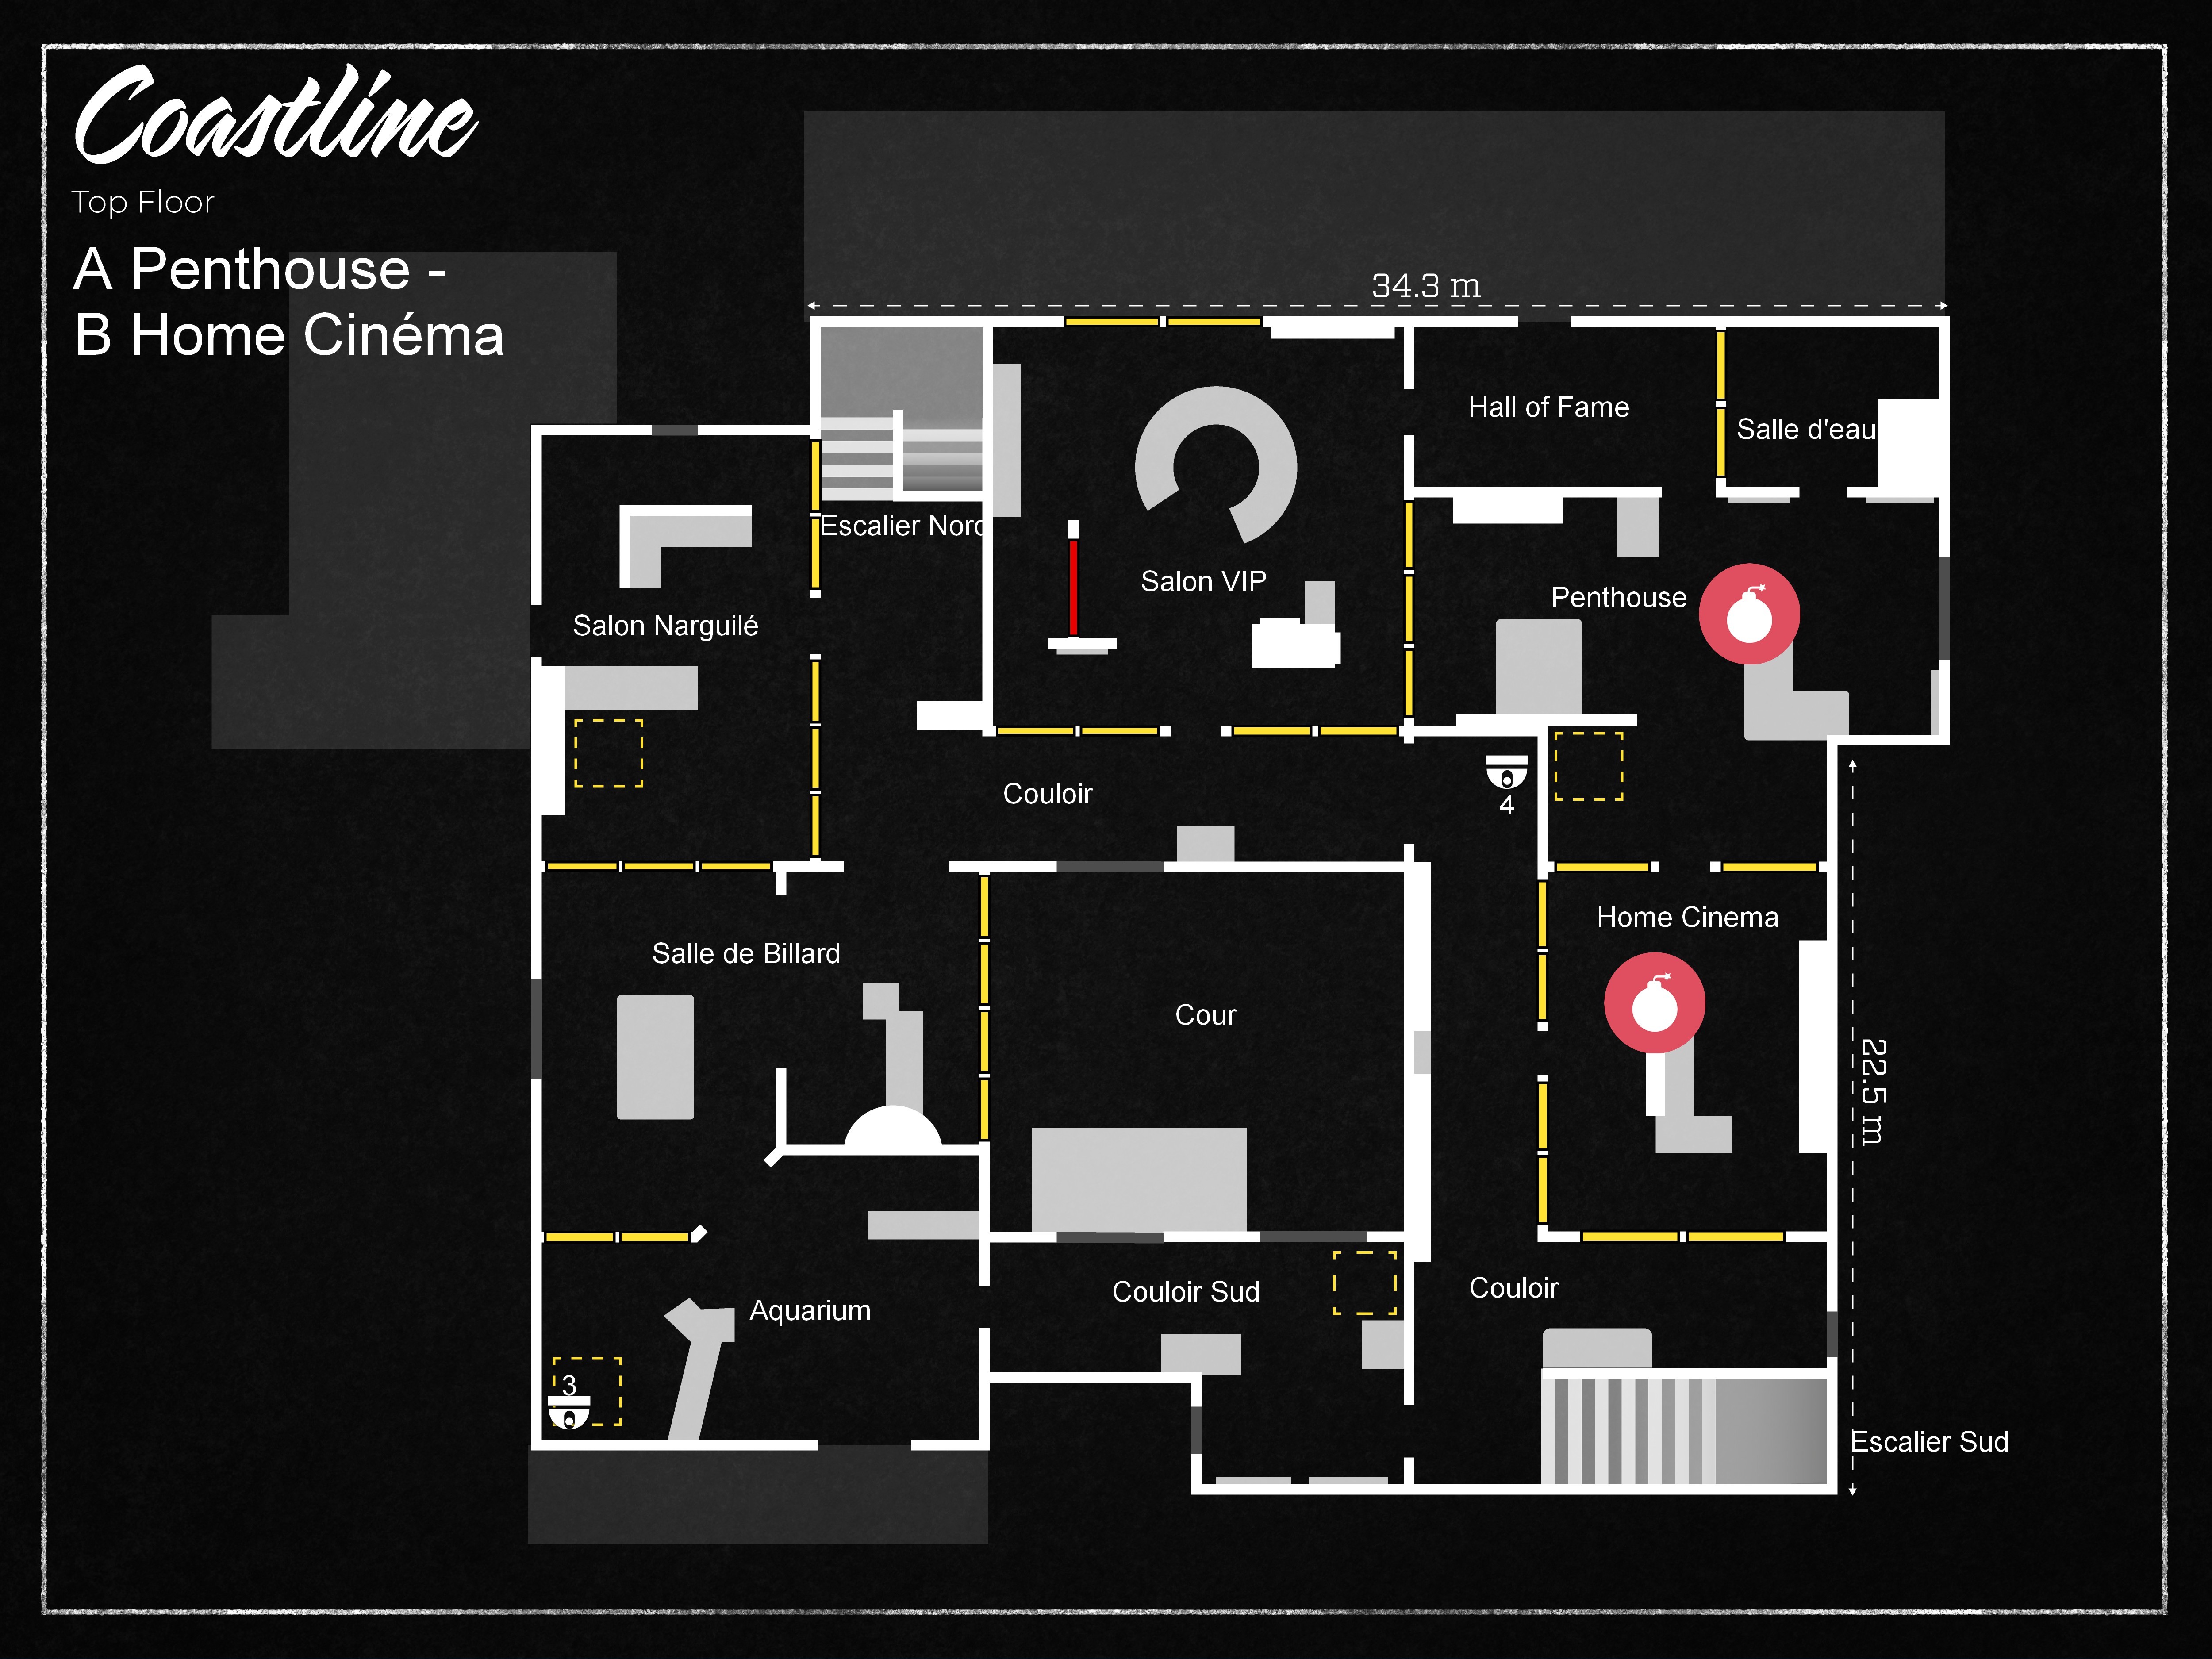 Coastline
Top Floor
A Penthouse -
B Home Cinéma
34.3 m
Hall of Fame
Salle d'eau
Escalier Nord
Salon VIP
Penthouse
Salon Narguilé
Couloir
4
Home Cinema
Salle de Billard
Cour
22.5 m
Couloir Sud
Couloir
Aquarium
3
Escalier Sud